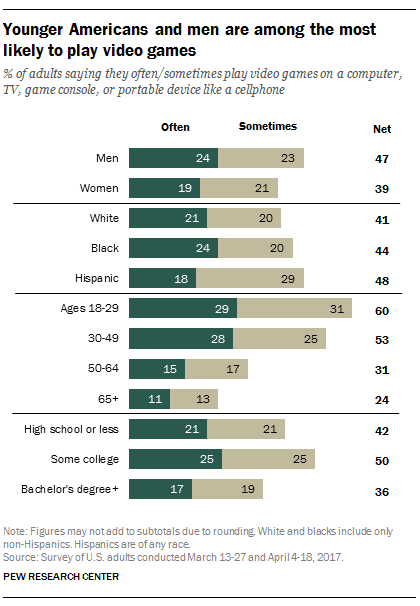 Younger Americans and men are among the most
likely to play video games
% of adults saying they often/sometimes play video games on a computer,
TV, game console, or portable device like a cellphone
Often Sometimes Net
Men 24 23 47
Women 19 21 39
White 21 20 41
Black 24 20 44
Hispanic 18 29 48
Ages 18-29 29 31 60
30-49 28 25 53
50-64 15 17 31
65+ 11 13 24
High school or less 21 21 42
Some college 25 25 50
Bachelor's degree+ 17 19 36
Note: Figures may not add to subtotals due to rounding. White and blacks include only
non-Hispanics. Hispanics are of any race.
Source: Survey of U.S. adults conducted March 13-27 and April 4-18, 2017.
PEW RESEARCH CENTER